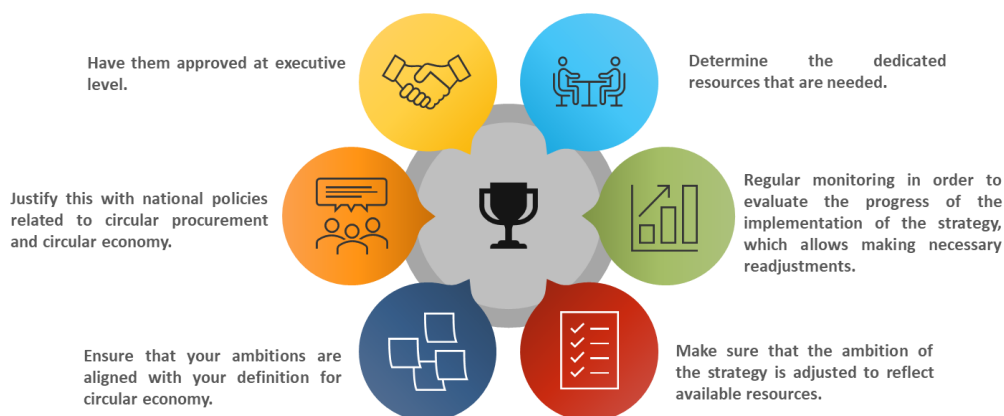 Have them approved at executive
level.
Determine the dedicated
resources that are needed.
Justify this with national policies
related to circular procurement
and circular economy.
Regular monitoring in order to
evaluate the progress of the
implementation of the strategy,
which allows making necessary
readjustments.
Ensure that your ambitions are
aligned with your definition for
circular economy.
Make sure that the ambition of
the strategy is adjusted to reflect
available resources.